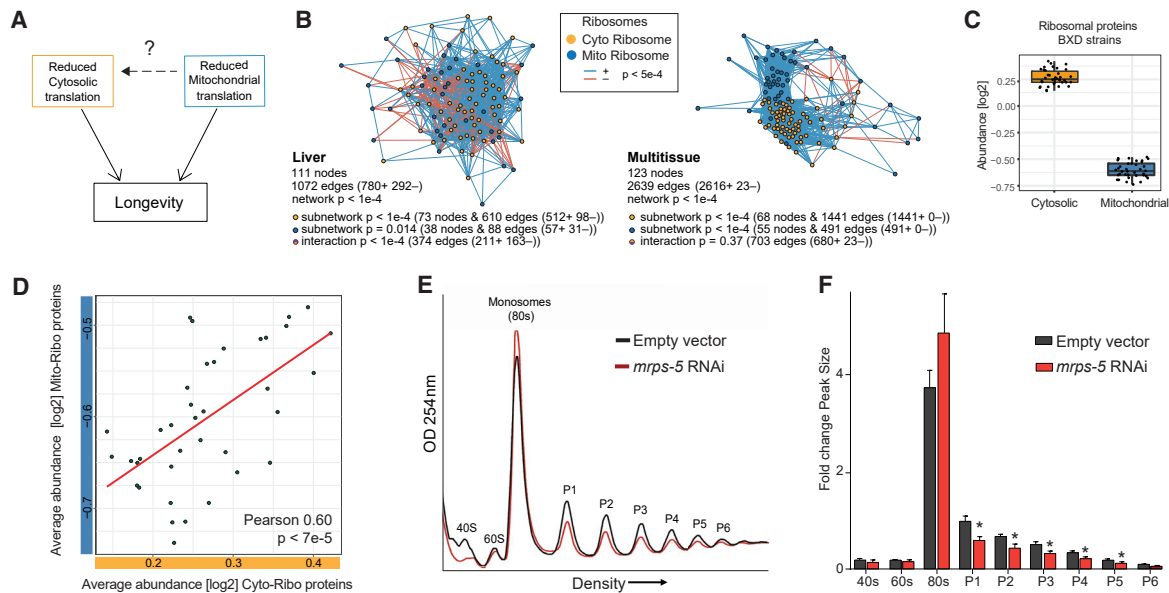 A
?
Reduced
Cytosolic
translation
Reduced
Mitochondrial
translation
Longevity
B
Ribosomes
Cyto Ribosome
Mito Ribosome
+
–
p < 5e-4
Liver
111 nodes
1072 edges (780+ 292–)
network p < 1e-4
subnetwork p < 1e-4 (73 nodes & 610 edges (512+ 98–))
subnetwork p = 0.014 (38 nodes & 88 edges (57+ 31–))
interaction p < 1e-4 (374 edges (211+ 163–))
Multitissue
123 nodes
2639 edges (2616+ 23–)
network p < 1e-4
subnetwork p < 1e-4 (68 nodes & 1441 edges (1441+ 0–))
subnetwork p < 1e-4 (55 nodes & 491 edges (491+ 0–))
interaction p = 0.37 (703 edges (680+ 23–))
C
Ribosomal proteins
BXD strains
Abundance [log2]
0.25
0.00
−0.25
−0.50
−0.75
Cytosolic
Mitochondrial
D
Average abundance [log2] Mito-Ribo proteins
−0.5
−0.6
−0.7
Pearson 0.60
p < 7e-5
0.2
0.3
0.4
Average abundance [log2] Cyto-Ribo proteins
E
Monosomes
(80s)
Empty vector
mrps-5 RNAi
OD 254nm
40S
60S
P1
P2
P3
P4
P5
P6
Density
F
Fold change Peak Size
4
2
0
Empty vector
mrps-5 RNAi
*
*
*
*
*
40s
60s
80s
P1
P2
P3
P4
P5
P6